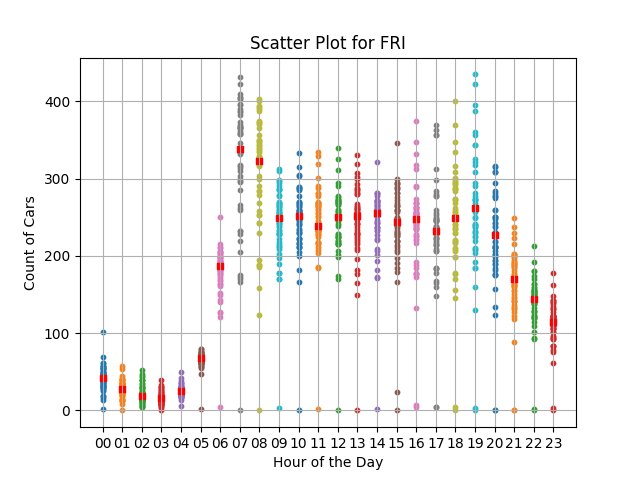 Scatter Plot for FRI
Count of Cars
400
300
200
100
0
00 01 02 03 04 05 06 07 08 09 10 11 12 13 14 15 16 17 18 19 20 21 22 23
Hour of the Day